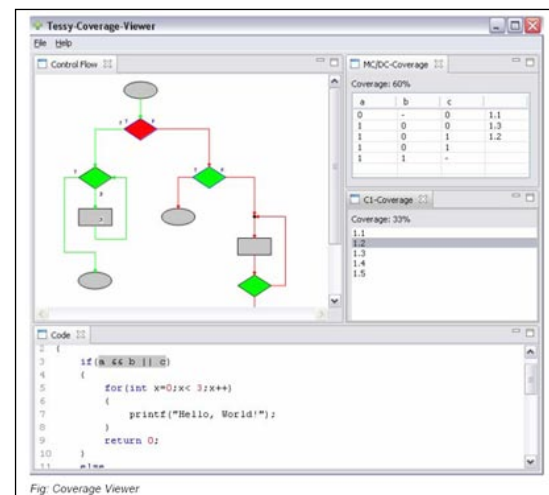 Tessy-Coverage-Viewer
File Help
Control Flow
MC/DC-Coverage
Coverage: 60%
a b c
0 - 0 1.1
1 0 0 1.3
1 0 1 1.2
1 0 1
1 1 -
C1-Coverage
Coverage: 33%
1.1
1.2
1.3
1.4
1.5
Code
2 {
3 if(a && b || c)
4 {
5 for(int x=0;x< 3;x++)
6 {
7 printf("Hello, World!");
8 }
9 return 0;
10 }
11 else
Fig: Coverage Viewer